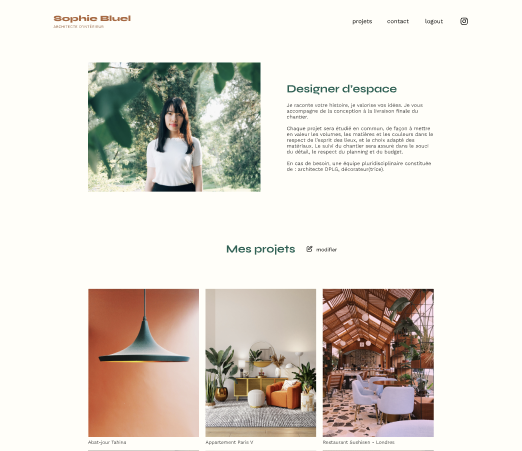 Sophie Bluel
ARCHITECTE D'INTÉRIEUR
projets
contact
logout
Designer d'espace
Je raconte votre histoire, je valorise vos idées. Je vous
accompagne de la conception à la livraison finale du
chantier.
Chaque projet sera étudié en commun, de façon à mettre
en valeur les volumes, les matières et les couleurs dans le
respect de l'esprit des lieux, et le choix adapté des
matériaux. Le suivi du chantier sera assuré dans le souci
du détail, le respect du planning et du budget.
En cas de besoin, une équipe pluridisciplinaire constituée
de : architecte DPLG, décorateur(trice).
Mes projets
modifier
Abat-jour Tahina
Appartement Paris V
Restaurant Sushisen - Londres